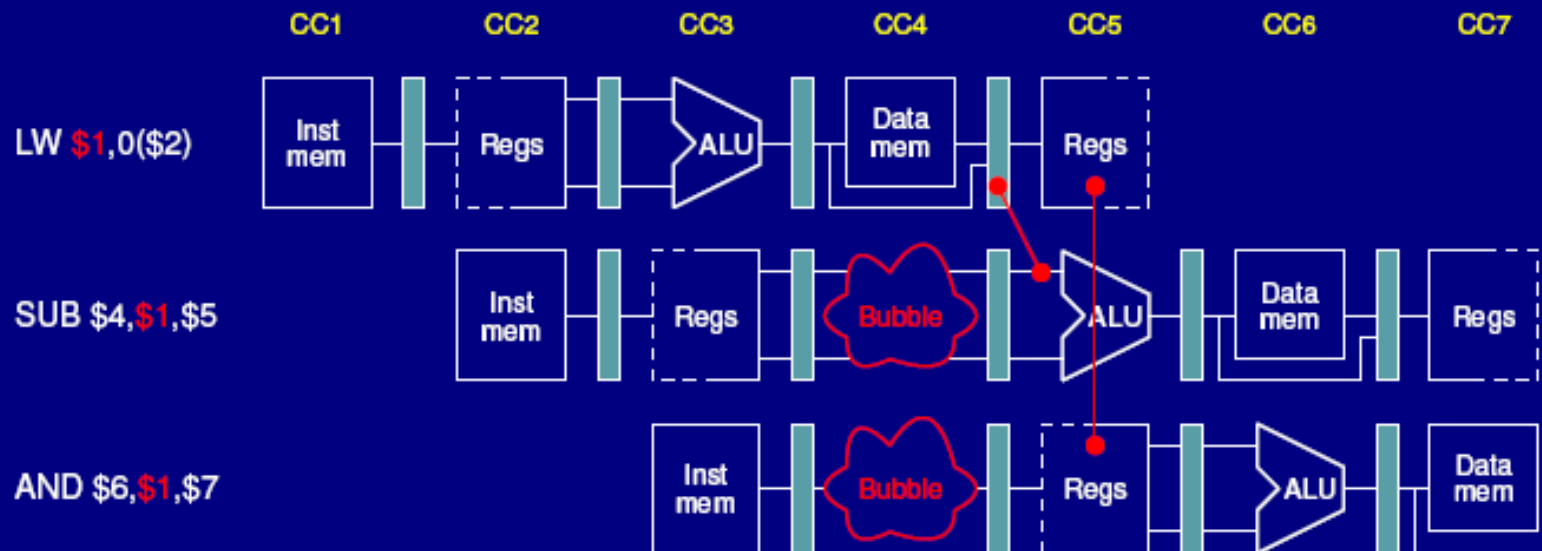 CC1 CC2 CC3 CC4 CC5 CC6 CC7
LW $1,0($2)
Inst
mem
Regs
ALU
Data
mem
Regs
SUB $4,$1,$5
Inst
mem
Regs
Bubble
ALU
Data
mem
Regs
AND $6,$1,$7
Inst
mem
Bubble
Regs
ALU
Data
mem